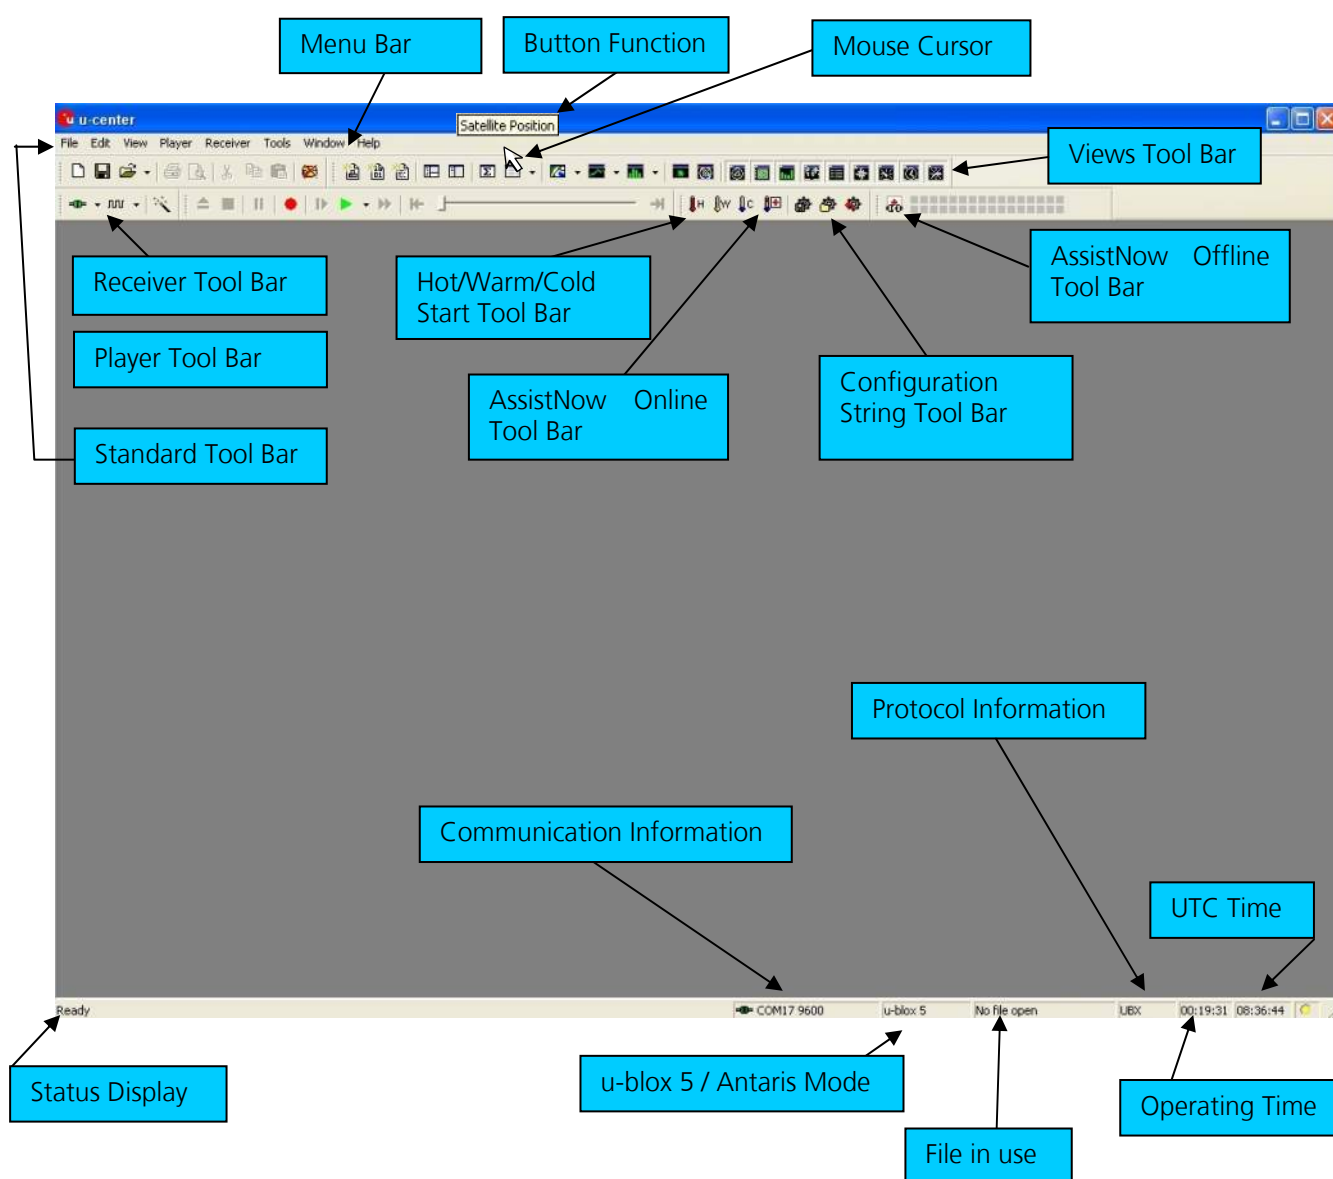 Menu Bar
Button Function
Mouse Cursor
u u-center
Satellite Position
File Edit View Player Receiver Tools Window Help
Views Tool Bar
H W C
Receiver Tool Bar
Hot/Warm/Cold
Start Tool Bar
AssistNow Offline
Tool Bar
Player Tool Bar
AssistNow Online
Tool Bar
Configuration
String Tool Bar
Standard Tool Bar
Protocol Information
Communication Information
UTC Time
Ready
COM17 9600
u-blox 5
No file open
UBX
00:19:31
08:36:44
Status Display
u-blox 5 / Antaris Mode
Operating Time
File in use